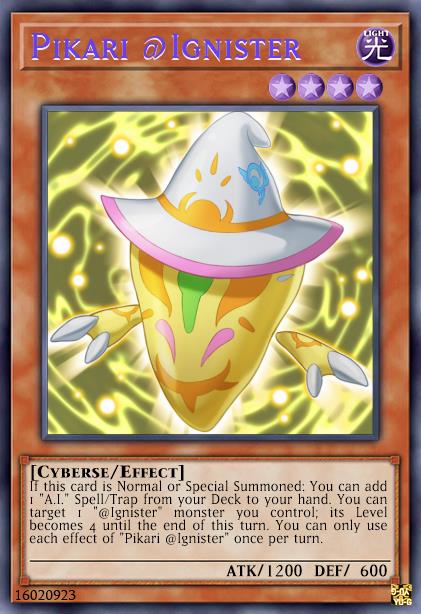 Pikari @Ignister
LIGHT
光
[Cyberse/Effect]
If this card is Normal or Special Summoned: You can add
1 "A.I." Spell/Trap from your Deck to your hand. You can
target 1 "@Ignister" monster you control; its Level
becomes 4 until the end of this turn. You can only use
each effect of "Pikari @Ignister" once per turn.
ATK/1200 DEF/ 600
16020923